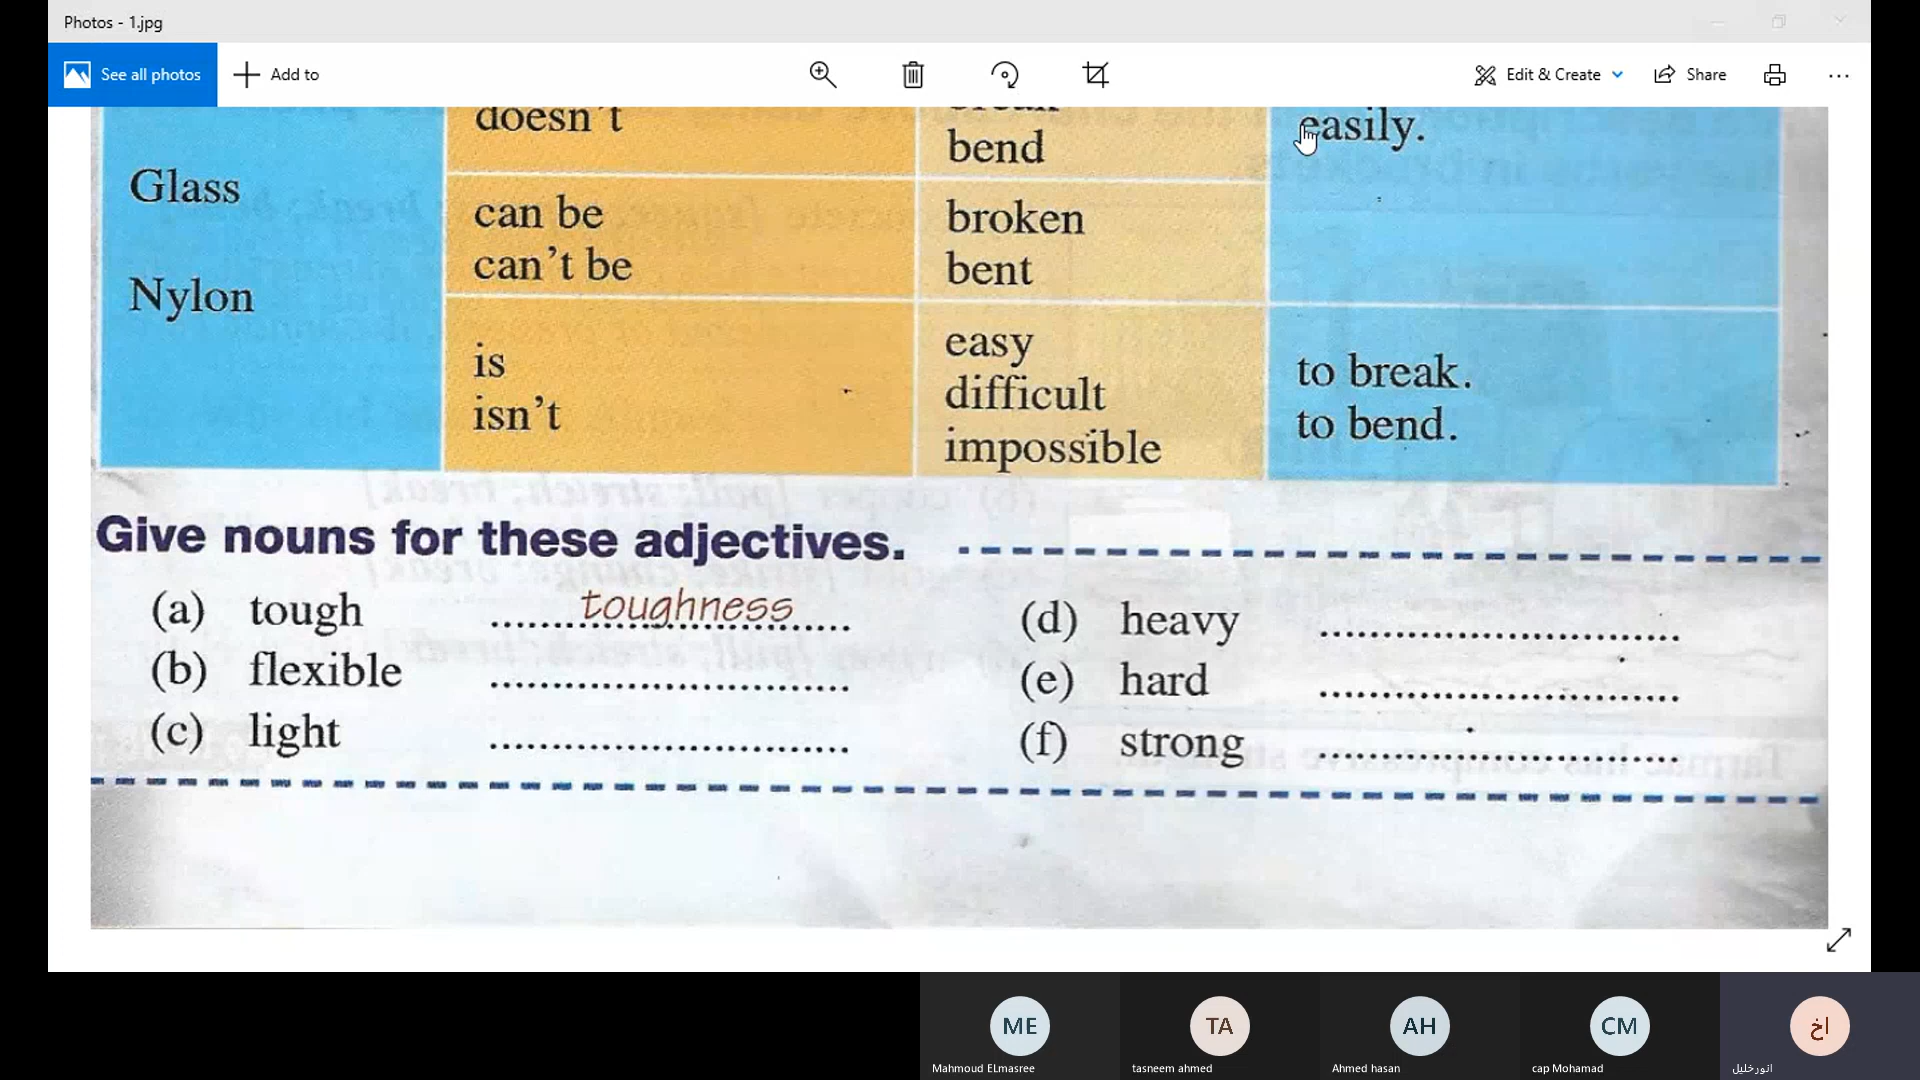 Photos - 1.jpg
See all photos
Add to
Edit & Create
Share
doesn't
break
bend
easily.
Glass
can be
can't be
broken
bent
Nylon
is
isn't
easy
difficult
impossible
to break.
to bend.
Give nouns for these adjectives.
(a) tough toughness
(b) flexible
(c) light
(d) heavy
(e) hard
(f) strong
ME
TA
AH
CM
اخ
Mahmoud ELmasree
tasneem ahmed
Ahmed hasan
cap Mohamad
انورخليل